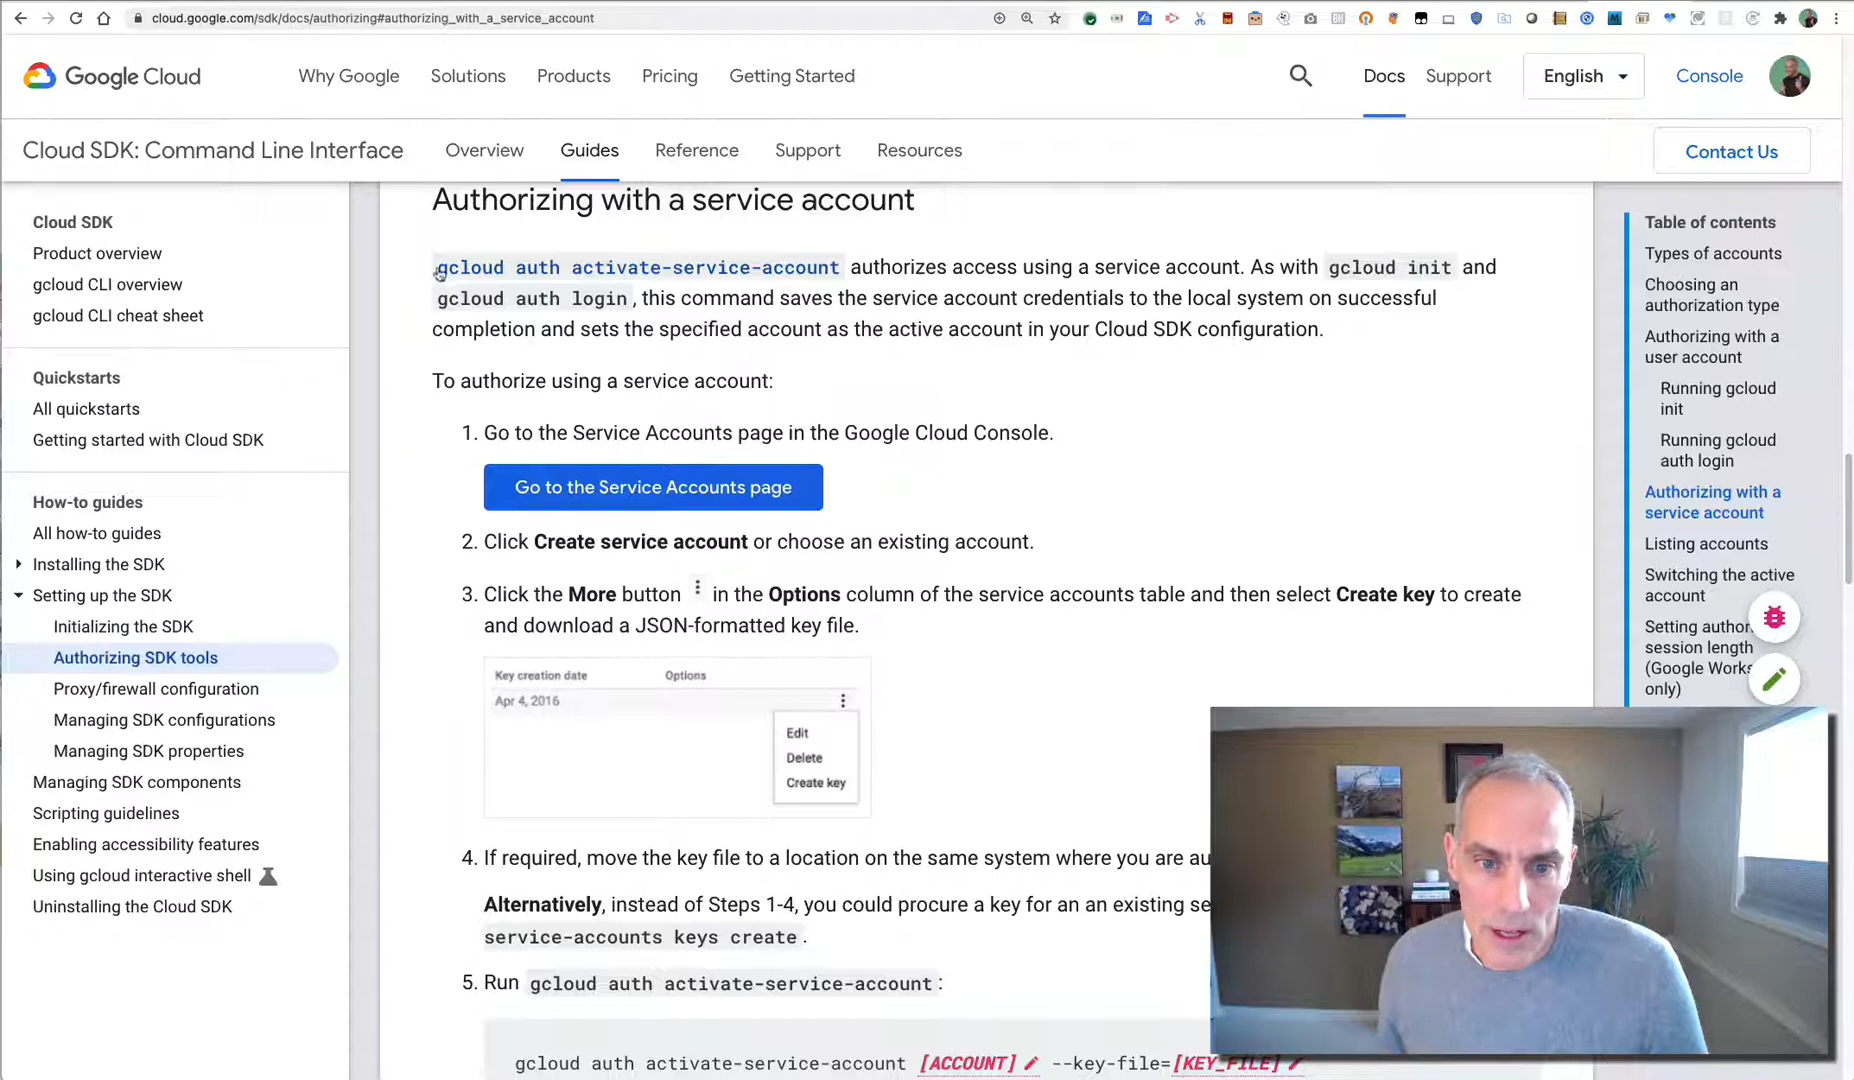 cloud.google.com/sdk/docs/authorizing#authorizing_with_a_service_account
Google Cloud
Why Google
Solutions
Products
Pricing
Getting Started
Docs
Support
English
Console
Cloud SDK: Command Line Interface
Overview
Guides
Reference
Support
Resources
Contact Us
Cloud SDK
Product overview
gcloud CLI overview
gcloud CLI cheat sheet
Quickstarts
All quickstarts
Getting started with Cloud SDK
How-to guides
All how-to guides
Installing the SDK
Setting up the SDK
Initializing the SDK
Authorizing SDK tools
Proxy/firewall configuration
Managing SDK configurations
Managing SDK properties
Managing SDK components
Scripting guidelines
Enabling accessibility features
Using gcloud interactive shell
Uninstalling the Cloud SDK
Authorizing with a service account
gcloud auth activate-service-account authorizes access using a service account. As with gcloud init and
gcloud auth login, this command saves the service account credentials to the local system on successful
completion and sets the specified account as the active account in your Cloud SDK configuration.
To authorize using a service account:
1. Go to the Service Accounts page in the Google Cloud Console.
Go to the Service Accounts page
2. Click Create service account or choose an existing account.
3. Click the More button in the Options column of the service accounts table and then select Create key to create
and download a JSON-formatted key file.
Key creation date Options
Apr 4, 2016
Edit
Delete
Create key
4. If required, move the key file to a location on the same system where you are au
Alternatively, instead of Steps 1-4, you could procure a key for an an existing se
service-accounts keys create.
5. Run gcloud auth activate-service-account:
gcloud auth activate-service-account [ACCOUNT] --key-file=[KEY_FILE]
Table of contents
Types of accounts
Choosing an
authorization type
Authorizing with a
user account
Running gcloud
init
Running gcloud
auth login
Authorizing with a
service account
Listing accounts
Switching the active
account
Setting author
session length
(Google Works
only)